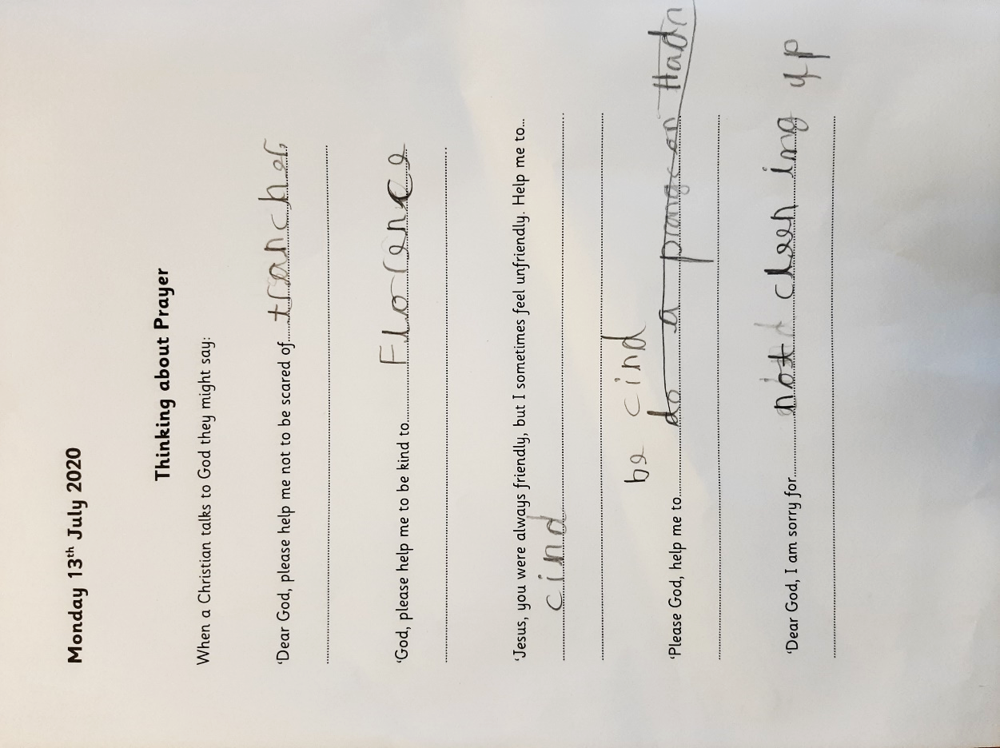 Monday 13th July 2020
Thinking about Prayer
When a Christian talks to God they might say:
'Dear God, please help me not to be scared of....trancher
'God, please help me to be kind to........Florence
'Jesus, you were always friendly, but I sometimes feel unfriendly. Help me to..
cind
be cind
'Please God, help me to........do a on
'Dear God, I am sorry for........not cleen ing up